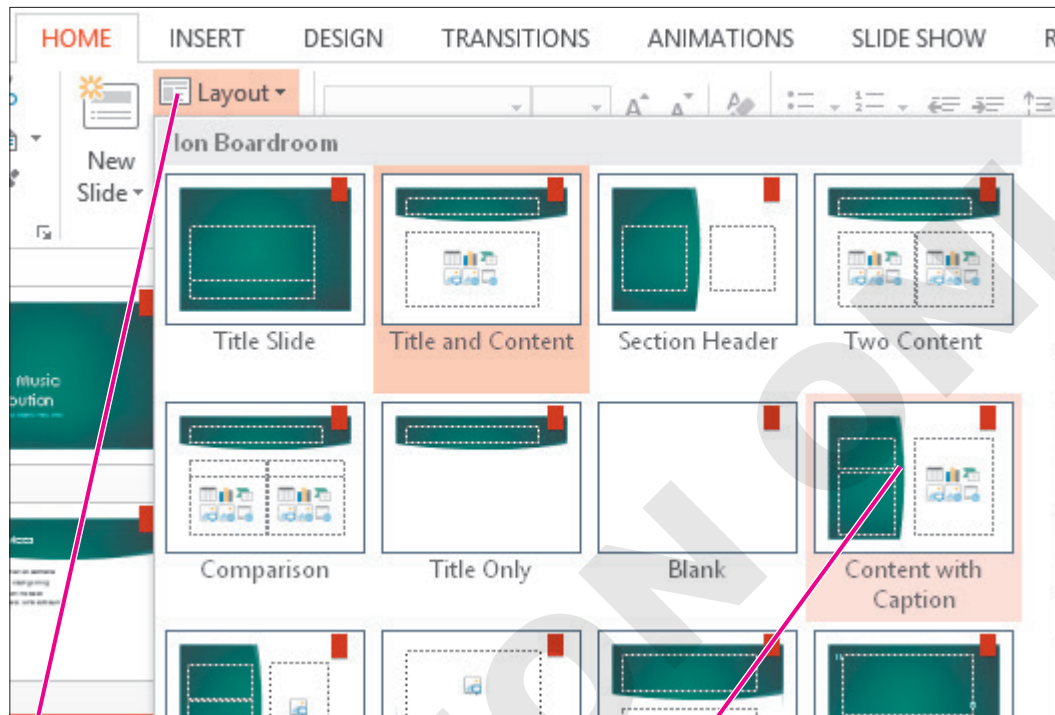 HOME INSERT DESIGN TRANSITIONS ANIMATIONS SLIDE SHOW R
Layout
New
Slide
Ion Boardroom
Title Slide Title and Content Section Header Two Content
Music
Comparison Title Only Blank Content with
Caption